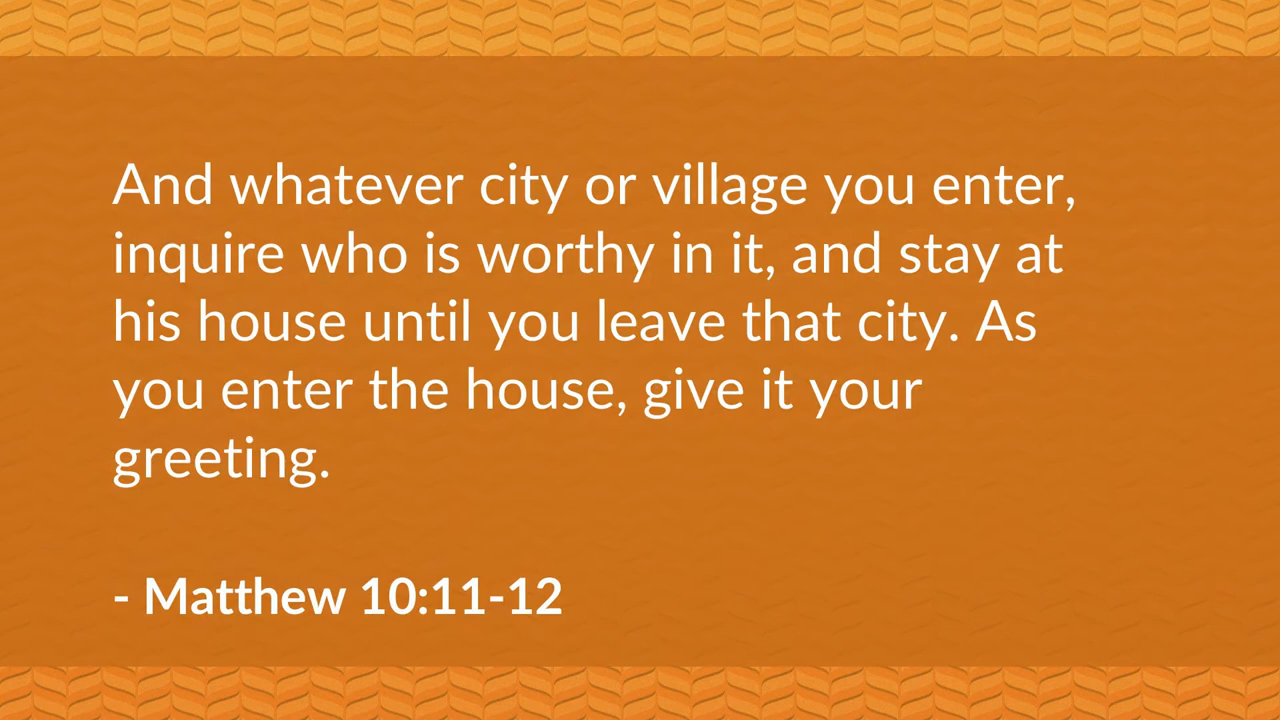 And whatever city or village you enter,
inquire who is worthy in it, and stay at
his house until you leave that city. As
you enter the house, give it your
greeting.
- Matthew 10:11-12